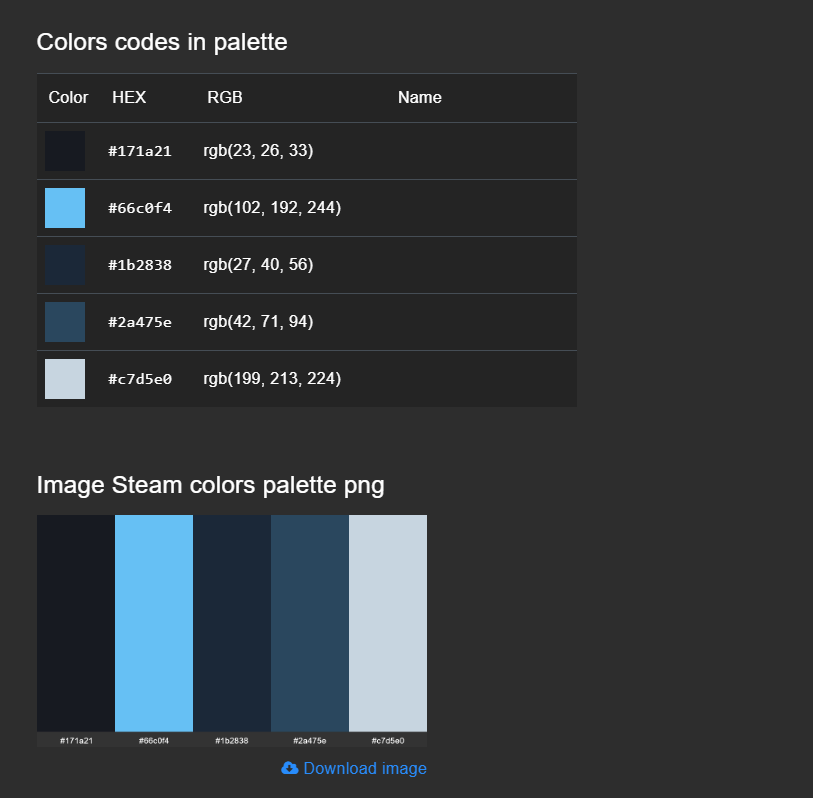 Colors codes in palette
Color HEX RGB Name
#171a21 rgb(23, 26, 33)
#66c0f4 rgb(102, 192, 244)
#1b2838 rgb(27, 40, 56)
#2a475e rgb(42, 71, 94)
#c7d5e0 rgb(199, 213, 224)
Image Steam colors palette png
#171a21 #66c0f4 #1b2838 #2a475e #c7d5e0
Download image